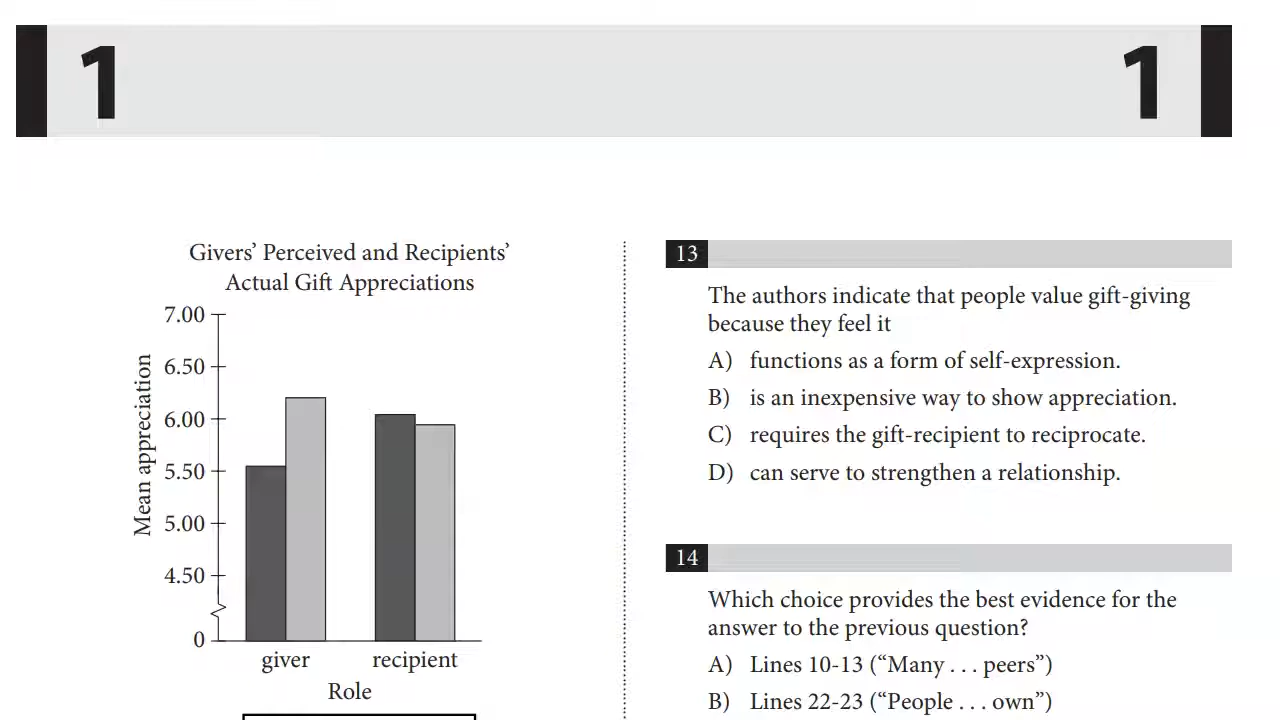 1
1
Givers’ Perceived and Recipients’
Actual Gift Appreciations
7.00
6.50
6.00
5.50
5.00
4.50
0
Mean appreciation
giver
recipient
Role
13
The authors indicate that people value gift-giving
because they feel it
A) functions as a form of self-expression.
B) is an inexpensive way to show appreciation.
C) requires the gift-recipient to reciprocate.
D) can serve to strengthen a relationship.
14
Which choice provides the best evidence for the
answer to the previous question?
A) Lines 10-13 (“Many . . . peers”)
B) Lines 22-23 (“People . . . own”)